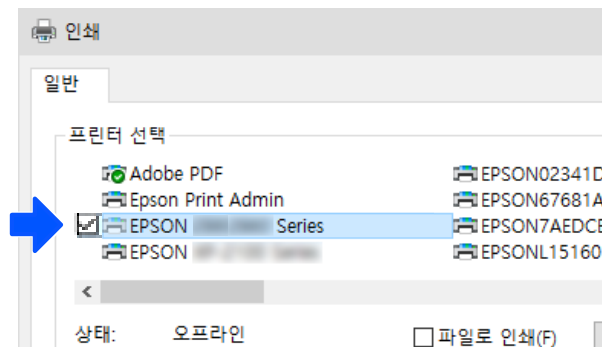 인쇄
일반
프린터 선택
Adobe PDF
EPSON02341D
Epson Print Admin
EPSON67681A
EPSON Series
EPSON7AEDCE
EPSON
EPSONL15160
상태: 오프라인
파일로 인쇄(F)